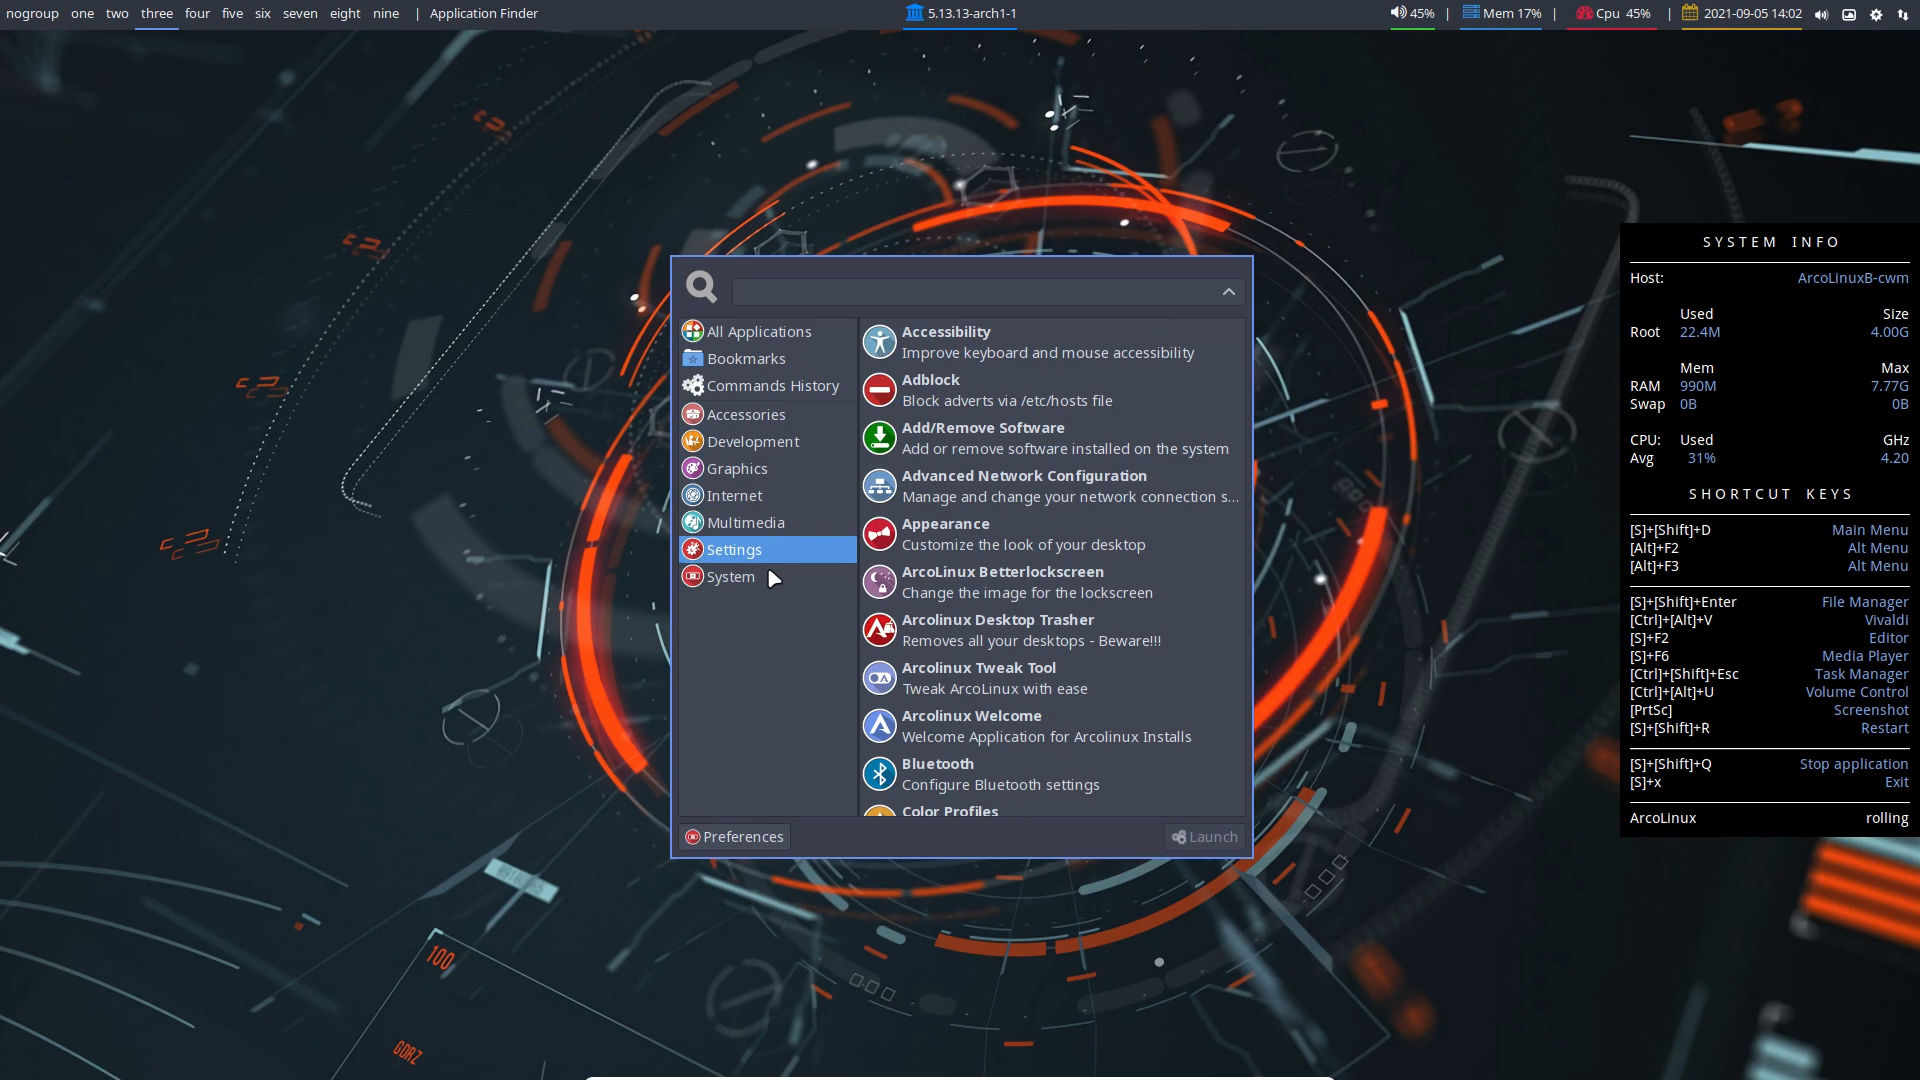 nogroup one two three four five six seven eight nine | Application Finder
5.13.13-arch1-1
45% | Mem 17% | Cpu 45% | 2021-09-05 14:02
All Applications
Bookmarks
Commands History
Accessories
Development
Graphics
Internet
Multimedia
Settings
System
Accessibility
Improve keyboard and mouse accessibility
Adblock
Block adverts via /etc/hosts file
Add/Remove Software
Add or remove software installed on the system
Advanced Network Configuration
Manage and change your network connection s...
Appearance
Customize the look of your desktop
ArcoLinux Betterlockscreen
Change the image for the lockscreen
Arcolinux Desktop Trasher
Removes all your desktops - Beware!!!
Arcolinux Tweak Tool
Tweak ArcoLinux with ease
Arcolinux Welcome
Welcome Application for Arcolinux Installs
Bluetooth
Configure Bluetooth settings
Color Profiles
Preferences
Launch
SYSTEM INFO
Host: ArcoLinuxB-cwm
Used Size
Root 22.4M 4.00G
Mem Max
RAM 990M 7.77G
Swap 0B 0B
CPU: Used GHz
Avg 31% 4.20
SHORTCUT KEYS
[S]+[Shift]+D Main Menu
[Alt]+F2 Alt Menu
[Alt]+F3 Alt Menu
[S]+[Shift]+Enter File Manager
[Ctrl]+[Alt]+V Vivaldi
[S]+F2 Editor
[S]+F6 Media Player
[Ctrl]+[Shift]+Esc Task Manager
[Ctrl]+[Alt]+U Volume Control
[PrtSc] Screenshot
[S]+[Shift]+R Restart
[S]+[Shift]+Q Stop application
[S]+x Exit
ArcoLinux rolling
100